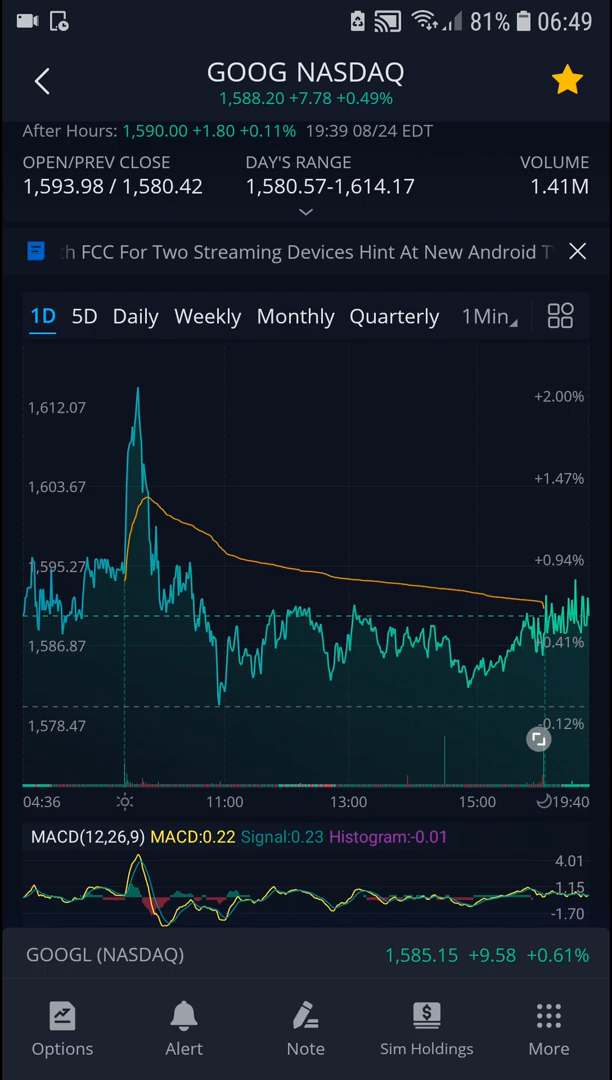 81% 06:49
GOOG NASDAQ
1,588.20 +7.78 +0.49%
After Hours: 1,590.00 +1.80 +0.11% 19:39 08/24 EDT
OPEN/PREV CLOSE DAY'S RANGE VOLUME
1,593.98 / 1,580.42 1,580.57-1,614.17 1.41M
FCC For Two Streaming Devices Hint At New Android
1D 5D Daily Weekly Monthly Quarterly 1Min
1,612.07 +2.00%
1,603.67 +1.47%
1,595.27 +0.94%
1,586.87 +0.41%
1,578.47 -0.12%
04:36 11:00 13:00 15:00 19:40
MACD(12,26,9) MACD:0.22 Signal:0.23 Histogram:-0.01
4.01
1.15
-1.70
GOOGL (NASDAQ) 1,585.15 +9.58 +0.61%
Options Alert Note Sim Holdings More